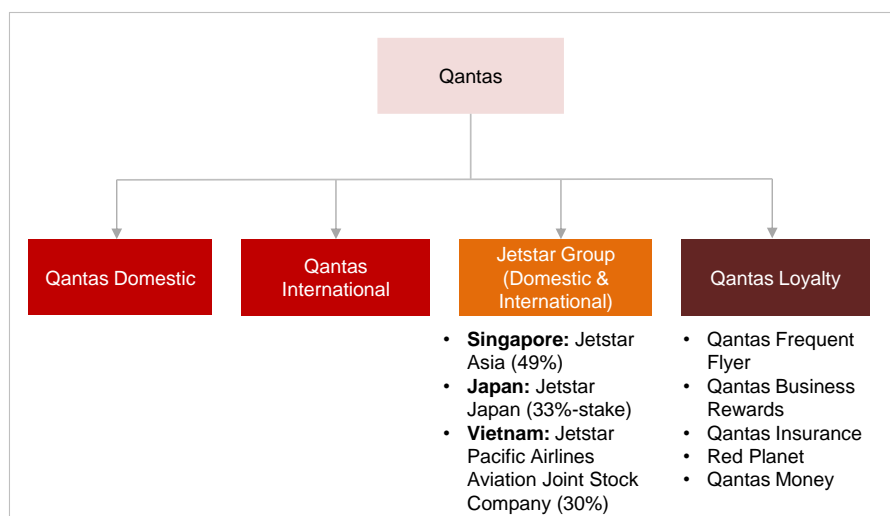 Qantas
Qantas Domestic
Qantas
International
Jetstar Group
(Domestic &
International)
Qantas Loyalty
• Singapore: Jetstar
Asia (49%)
• Japan: Jetstar
Japan (33%-stake)
• Vietnam: Jetstar
Pacific Airlines
Aviation Joint Stock
Company (30%)
• Qantas Frequent
Flyer
• Qantas Business
Rewards
• Qantas Insurance
• Red Planet
• Qantas Money